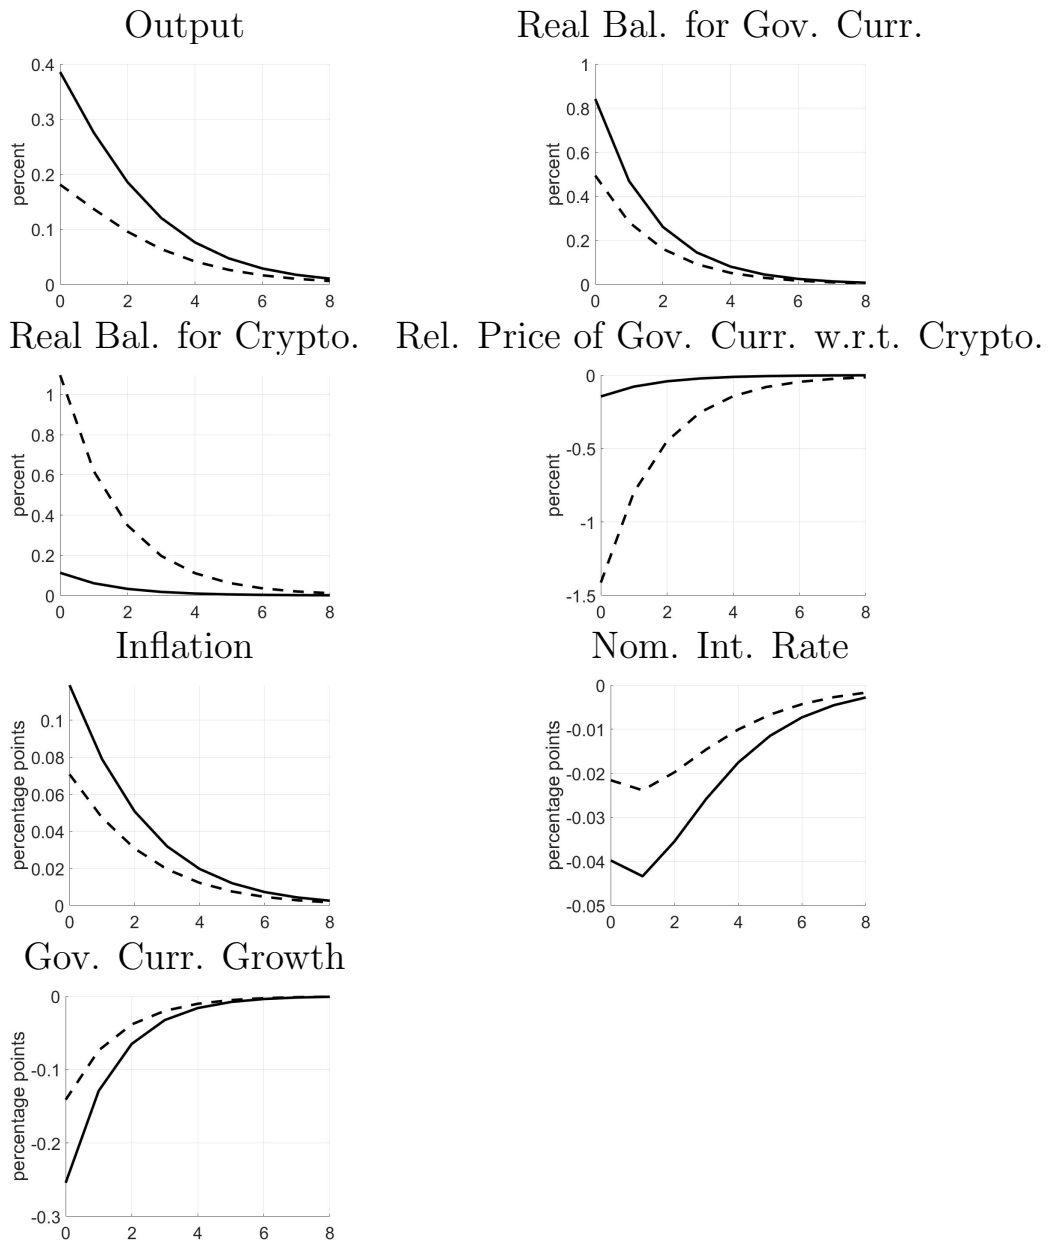 Output
0.4
0.3
0.2
0.1
0
percent
0 2 4 6 8
Real Bal. for Gov. Curr.
1
0.8
0.6
0.4
0.2
0
percent
0 2 4 6 8
Real Bal. for Crypto.
1
0.8
0.6
0.4
0.2
0
percent
0 2 4 6 8
Rel. Price of Gov. Curr. w.r.t. Crypto.
0
-0.5
-1
-1.5
percent
0 2 4 6 8
Inflation
0.1
0.08
0.06
0.04
0.02
0
percentage points
0 2 4 6 8
Nom. Int. Rate
0
-0.01
-0.02
-0.03
-0.04
-0.05
percentage points
0 2 4 6 8
Gov. Curr. Growth
0
-0.1
-0.2
-0.3
percentage points
0 2 4 6 8